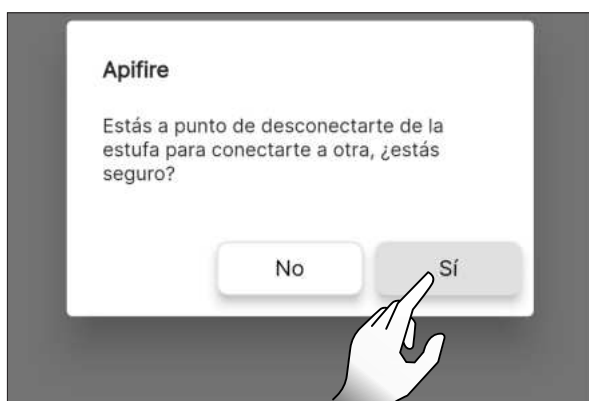 Apifire
Estás a punto de desconectarte de la
estufa para conectarte a otra, ¿estás
seguro?
No
Sí